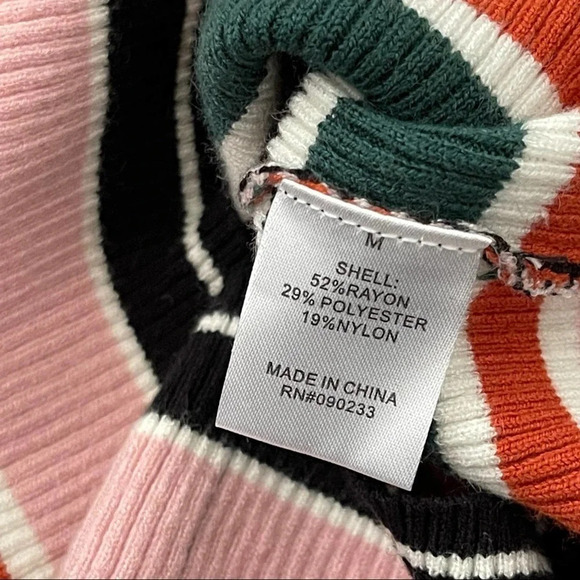 M
SHELL:
52%RAYON
29% POLYESTER
19%NYLON
MADE IN CHINA
RN#090233